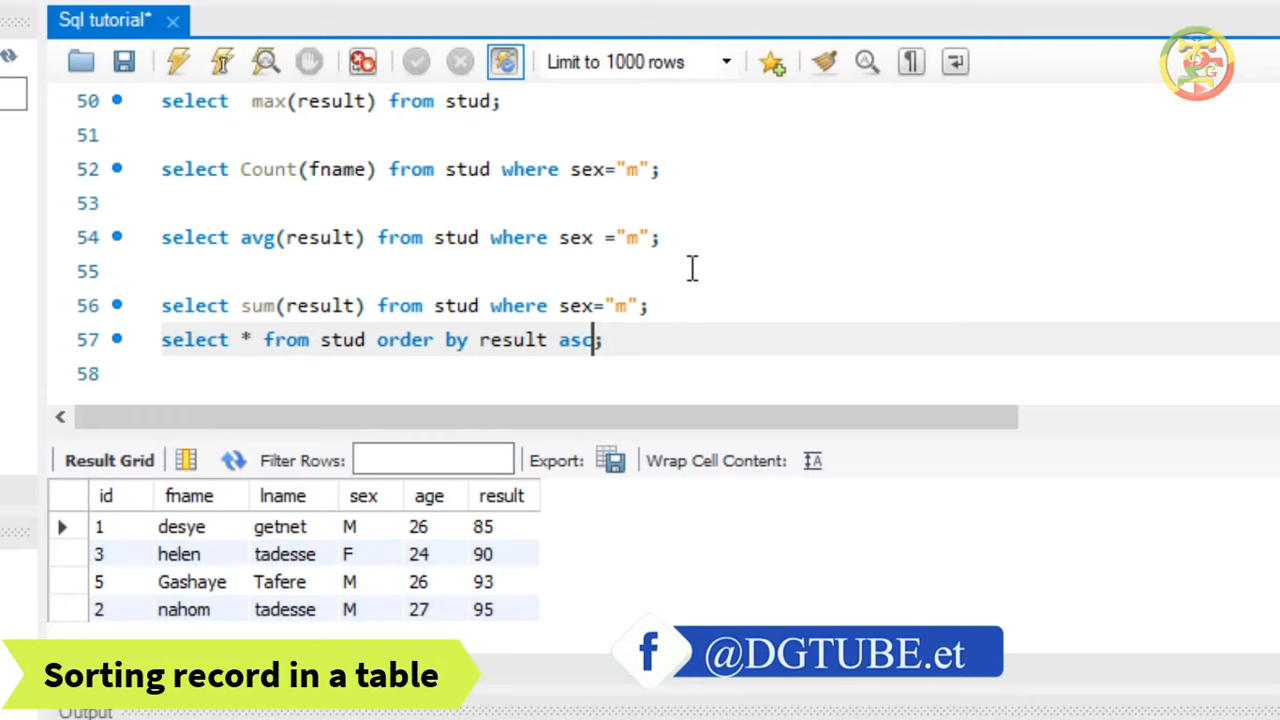 Sql tutorial*
Limit to 1000 rows
50 select max(result) from stud;
51
52 select Count(fname) from stud where sex="m";
53
54 select avg(result) from stud where sex ="m";
55
56 select sum(result) from stud where sex="m";
57 select * from stud order by result asc;
58
Result Grid Filter Rows: Export: Wrap Cell Content:
id fname lname sex age result
1 desye getnet M 26 85
3 helen tadesse F 24 90
5 Gashaye Tafere M 26 93
2 nahom tadesse M 27 95
f @DGTUBE.et
Sorting record in a table
Output